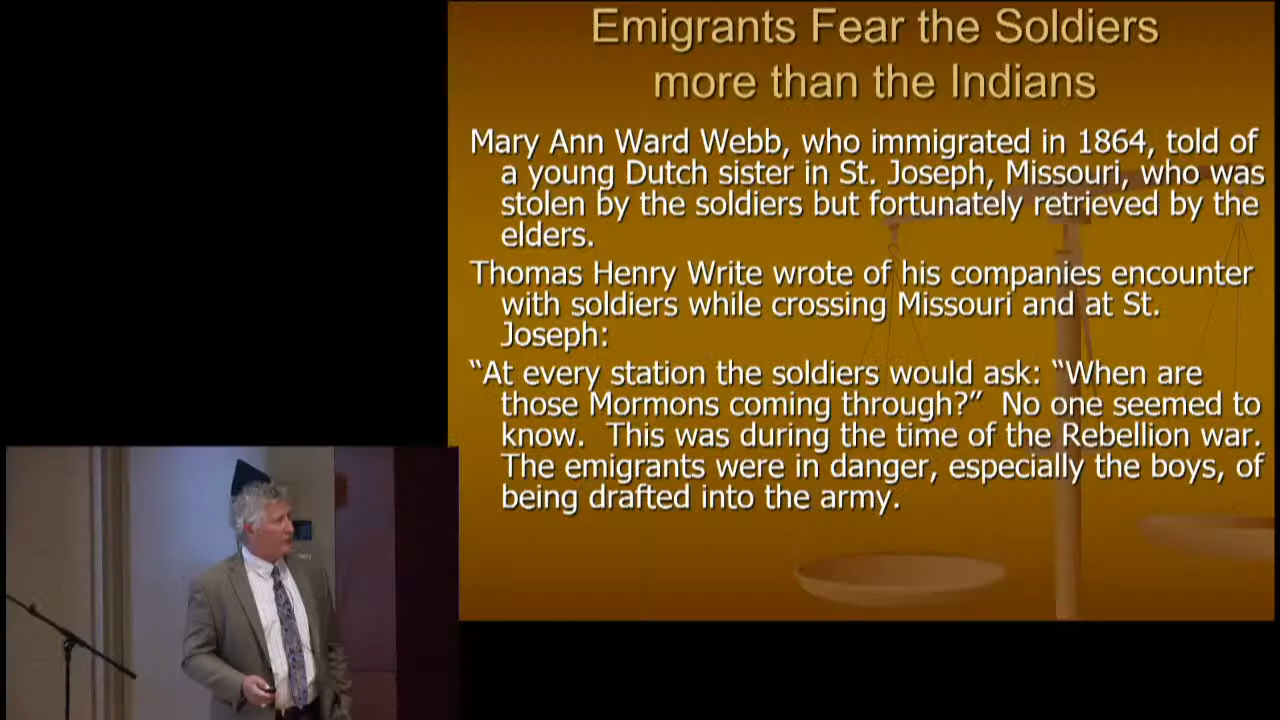 Emigrants Fear the Soldiers
more than the Indians
Mary Ann Ward Webb, who immigrated in 1864, told of
a young Dutch sister in St. Joseph, Missouri, who was
stolen by the soldiers but fortunately retrieved by the
elders.
Thomas Henry Write wrote of his companies encounter
with soldiers while crossing Missouri and at St.
Joseph:
“At every station the soldiers would ask: “When are
those Mormons coming through?”  No one seemed to
know.  This was during the time of the Rebellion war.
The emigrants were in danger, especially the boys, of
being drafted into the army.